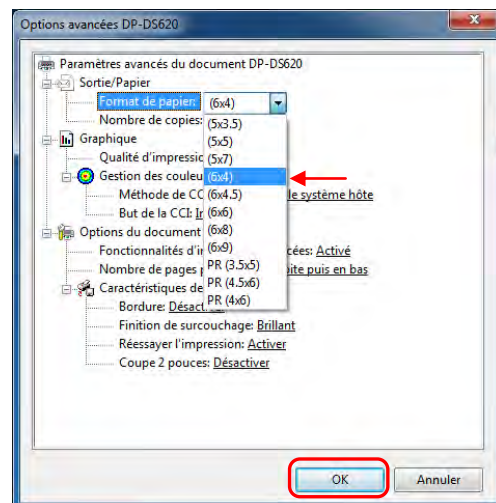 Options avancées DP-DS620
Paramètres avancés du document DP-DS620
Sortie/Papier
Format de papier: (6x4)
Nombre de copies:
(5x3.5)
Graphique
(5x5)
Qualité d'impressic
(5x7)
Gestion des couleu
(6x4)
Méthode de CC
(6x4.5)
le système hôte
But de la CCI: I
(6x6)
Options du document
(6x8)
Fonctionnalités d'i
(6x9)
cées: Activé
Nombre de pages
PR (3.5x5)
oite puis en bas
Caractéristiques de
PR (4.5x6)
Bordure: Désact
PR (4x6)
Finition de surcouchage: Brillant
Réessayer l'impression: Activer
Coupe 2 pouces: Désactiver
OK
Annuler